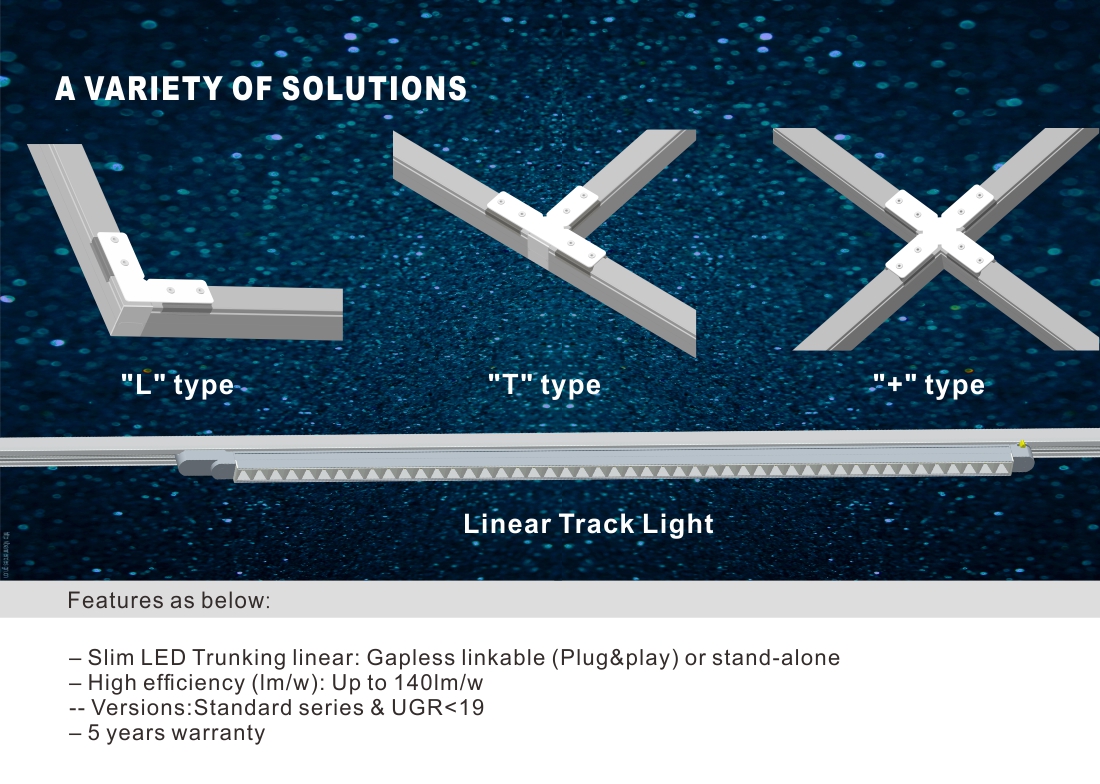 A VARIETY OF SOLUTIONS
"L" type
"T" type
"+" type
Linear Track Light
Features as below:
– Slim LED Trunking linear: Gapless linkable (Plug&play) or stand-alone
– High efficiency (lm/w): Up to 140lm/w
-- Versions:Standard series & UGR<19
– 5 years warranty